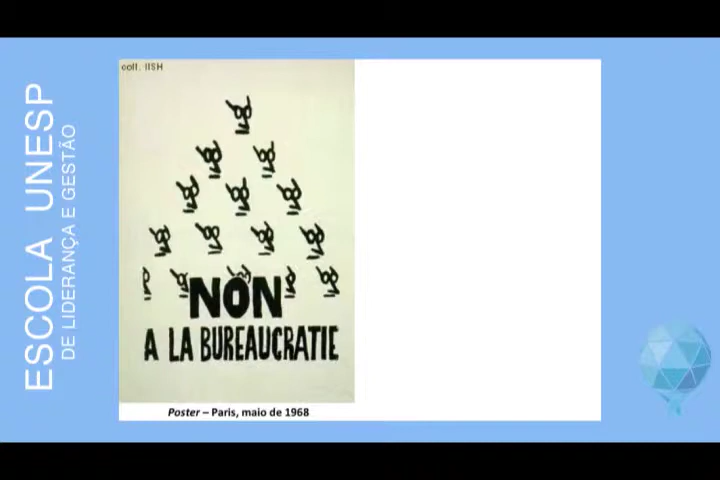 ESCOLA UNESP
DE LIDERANÇA E GESTÃO
coll. IISH
NON
A LA BUREAUCRATIE
Poster – Paris, maio de 1968